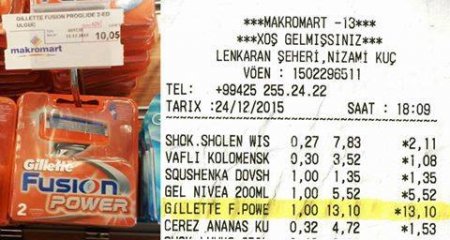 GILLETTE FUSION PROGLIDE 2-ED
makromart
10,05
Gillette
FUSION
POWER
2
***MAKROMART -13***
***XOŞ GELMIŞSINIZ***
LENKARAN ŞEHERİ,NİZAMİ KUÇ
VÖEN : 1502296511
TEL: +99425 255.24.22
TARIX :24/12/2015 SAAT : 18:09
SHOK.SHOLEN WIS 0,27 7,83 *2,11
VAFLI KOLOMENSK 0,30 3,52 *1,08
SQUSHENKA DOVSH 1,00 1,35 *1,35
GEL NIVEA 200ML 1,00 5,52 *5,52
GILLETTE F.POWE 1,00 13,10 *13,10
CEREZ ANANAS KU 0,32 4,72 *1,53